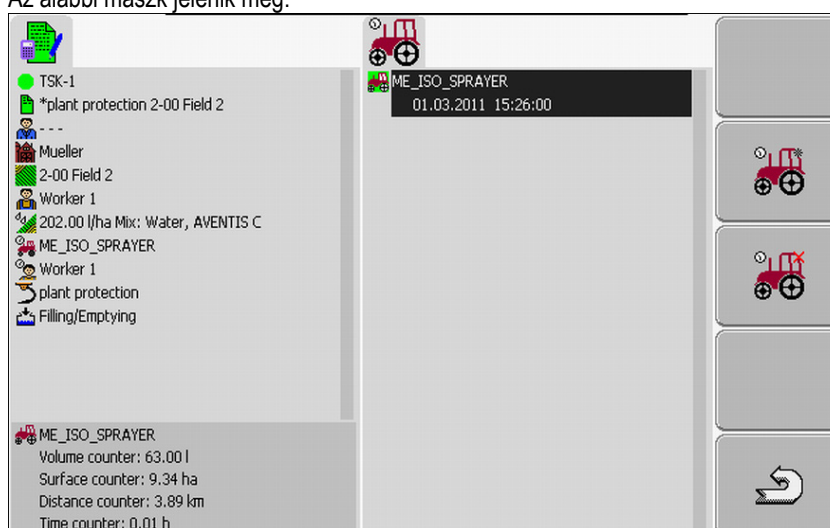 Az alábbi maszk jelenik meg:
TSK-1
*plant protection 2-00 Field 2
---
Mueller
2-00 Field 2
Worker 1
202.00 l/ha Mix: Water, AVENTIS C
ME_ISO_SPRAYER
Worker 1
plant protection
Filling/Emptying
ME_ISO_SPRAYER
Volume counter: 63.00 l
Surface counter: 9.34 ha
Distance counter: 3.89 km
Time counter: 0.01 h
ME_ISO_SPRAYER
01.03.2011 15:26:00